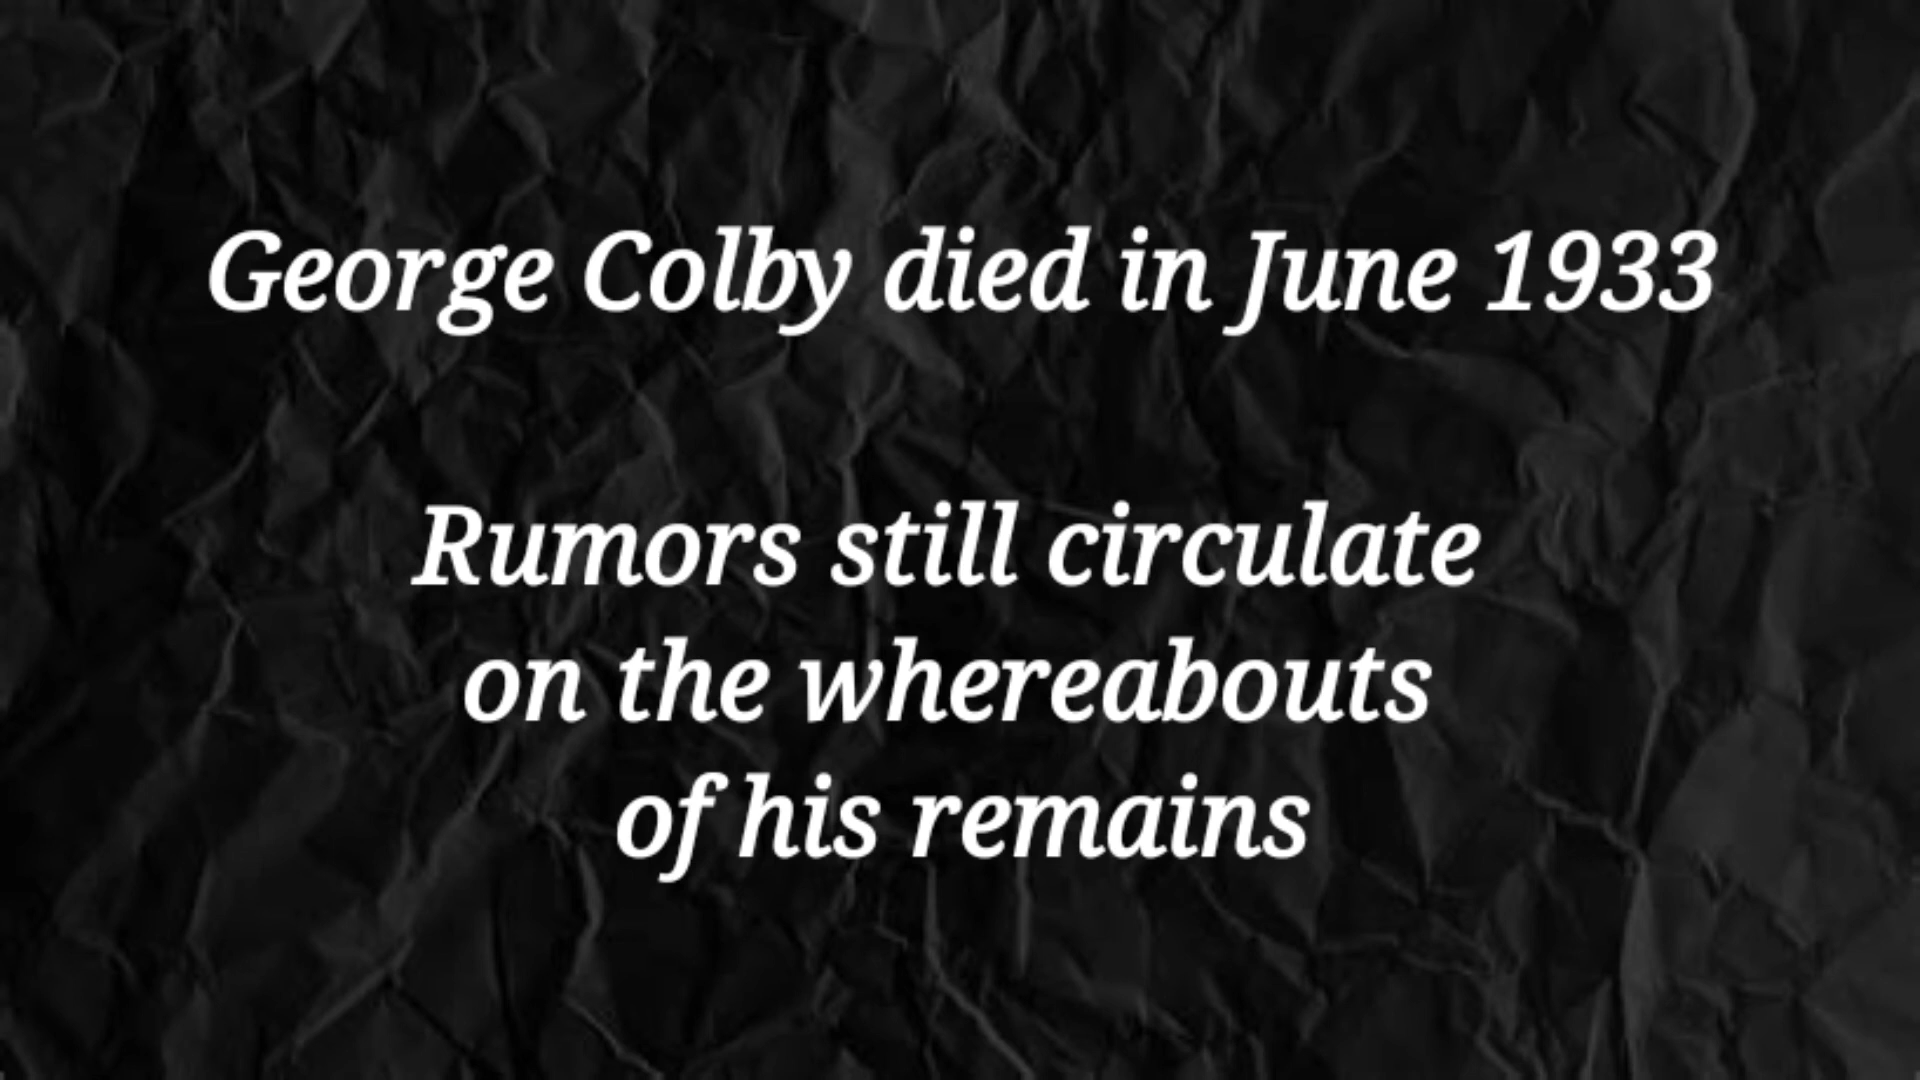 George Colby died in June 1933
Rumors still circulate
on the whereabouts
of his remains